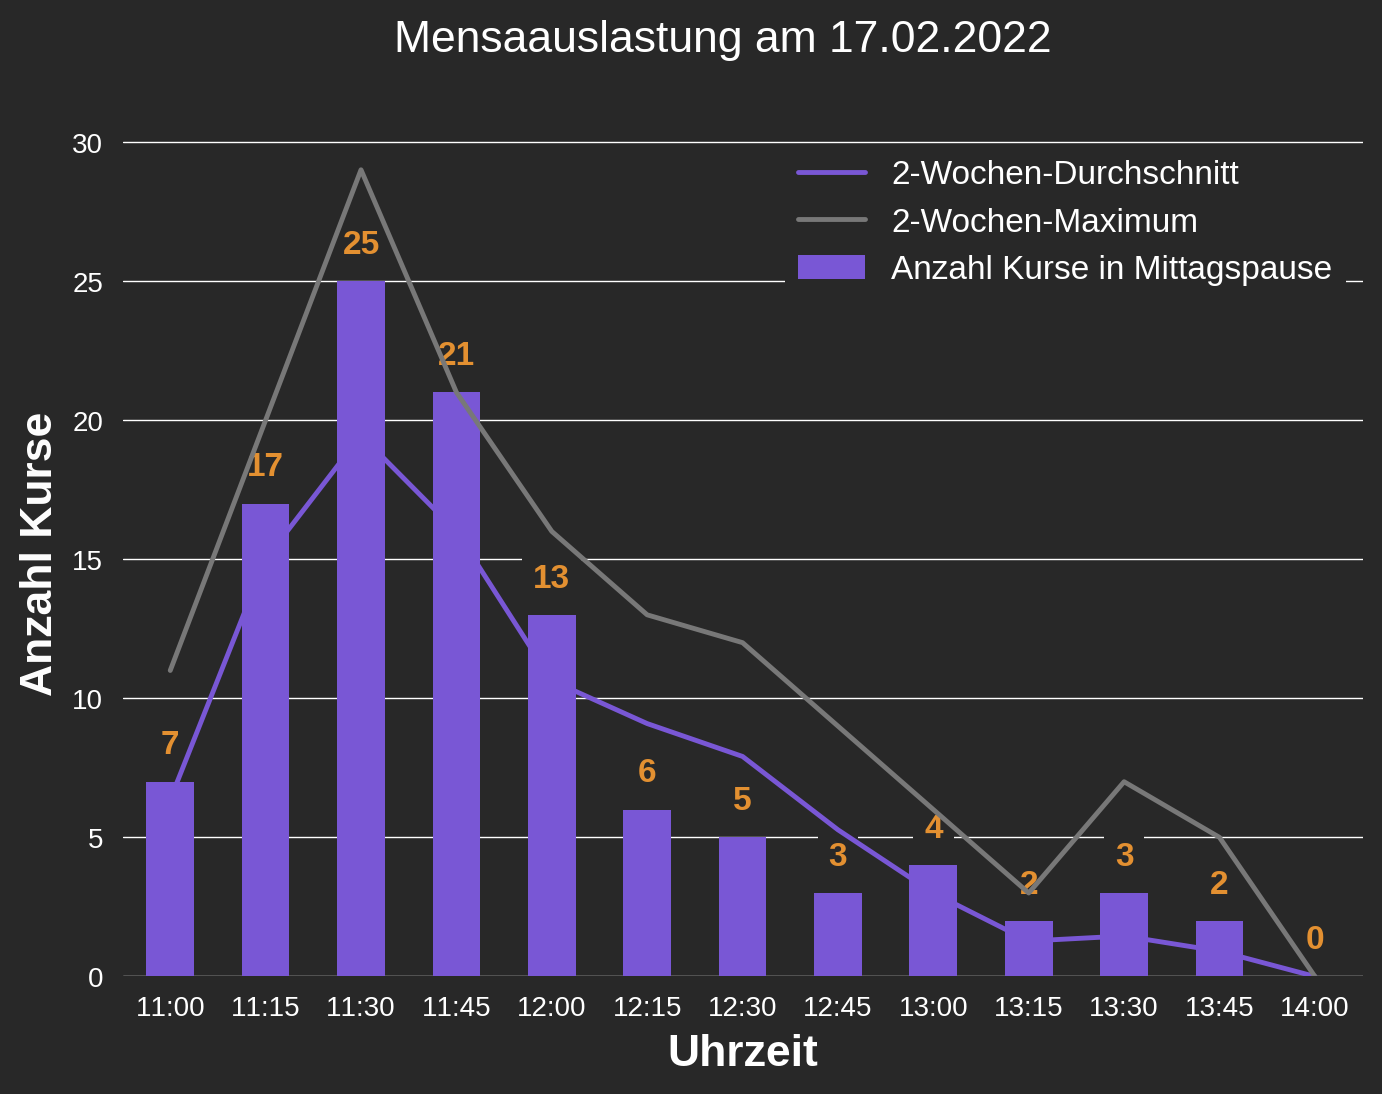 Mensaauslastung am 17.02.2022
30
25
20
15
10
5
0
Anzahl Kurse
2-Wochen-Durchschnitt
2-Wochen-Maximum
Anzahl Kurse in Mittagspause
7
17
25
21
13
6
5
3
4
2
3
2
0
11:00 11:15 11:30 11:45 12:00 12:15 12:30 12:45 13:00 13:15 13:30 13:45 14:00
Uhrzeit